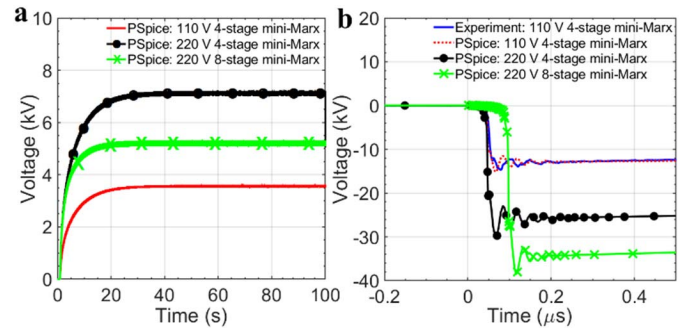 a
PSpice: 110 V 4-stage mini-Marx
PSpice: 220 V 4-stage mini-Marx
PSpice: 220 V 8-stage mini-Marx
Voltage (kV)
10
8
6
4
2
0
0 20 40 60 80 100
Time (s)
b
Experiment: 110 V 4-stage mini-Marx
PSpice: 110 V 4-stage mini-Marx
PSpice: 220 V 4-stage mini-Marx
PSpice: 220 V 8-stage mini-Marx
Voltage (kV)
20
10
0
-10
-20
-30
-40
-0.2 0 0.2 0.4
Time (μs)